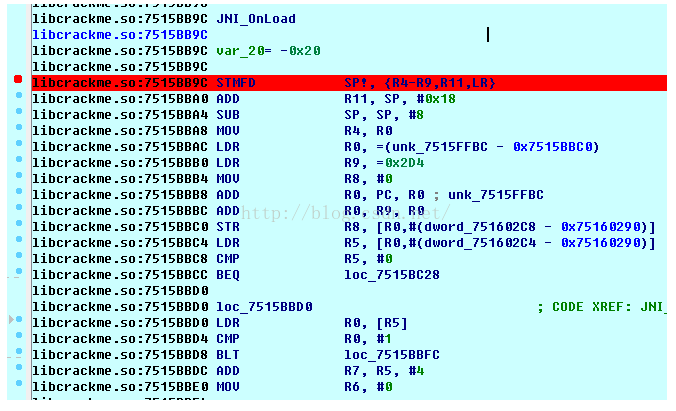 libcrackme.so:7515BB9C JNI_OnLoad
libcrackme.so:7515BB9C
libcrackme.so:7515BB9C var_20= -0x20
libcrackme.so:7515BB9C
libcrackme.so:7515BB9C STMFD SP!, {R4-R9,R11,LR}
libcrackme.so:7515BBA0 ADD R11, SP, #0x18
libcrackme.so:7515BBA4 SUB SP, SP, #8
libcrackme.so:7515BBA8 MOV R4, R0
libcrackme.so:7515BBAC LDR R0, =(unk_7515FFBC - 0x7515BBC0)
libcrackme.so:7515BBB0 LDR R9, =0x2D4
libcrackme.so:7515BBB4 MOV R8, #0
libcrackme.so:7515BBB8 ADD R0, PC, R0 ; unk_7515FFBC
libcrackme.so:7515BBBC ADD R0, R9, R0
libcrackme.so:7515BBC0 STR R8, [R0,#(dword_751602C8 - 0x75160290)]
libcrackme.so:7515BBC4 LDR R5, [R0,#(dword_751602C4 - 0x75160290)]
libcrackme.so:7515BBC8 CMP R5, #0
libcrackme.so:7515BBCC BEQ loc_7515BC28
libcrackme.so:7515BBD0
libcrackme.so:7515BBD0 loc_7515BBD0 ; CODE XREF: JNI_
libcrackme.so:7515BBD0 LDR R0, [R5]
libcrackme.so:7515BBD4 CMP R0, #1
libcrackme.so:7515BBD8 BLT loc_7515BBFC
libcrackme.so:7515BBDC ADD R7, R5, #4
libcrackme.so:7515BBE0 MOV R6, #0